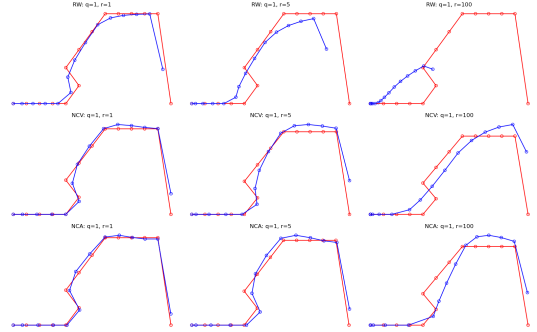 RW: q=1, r=1
RW: q=1, r=5
RW: q=1, r=100
NCV: q=1, r=1
NCV: q=1, r=5
NCV: q=1, r=100
NCA: q=1, r=1
NCA: q=1, r=5
NCA: q=1, r=100